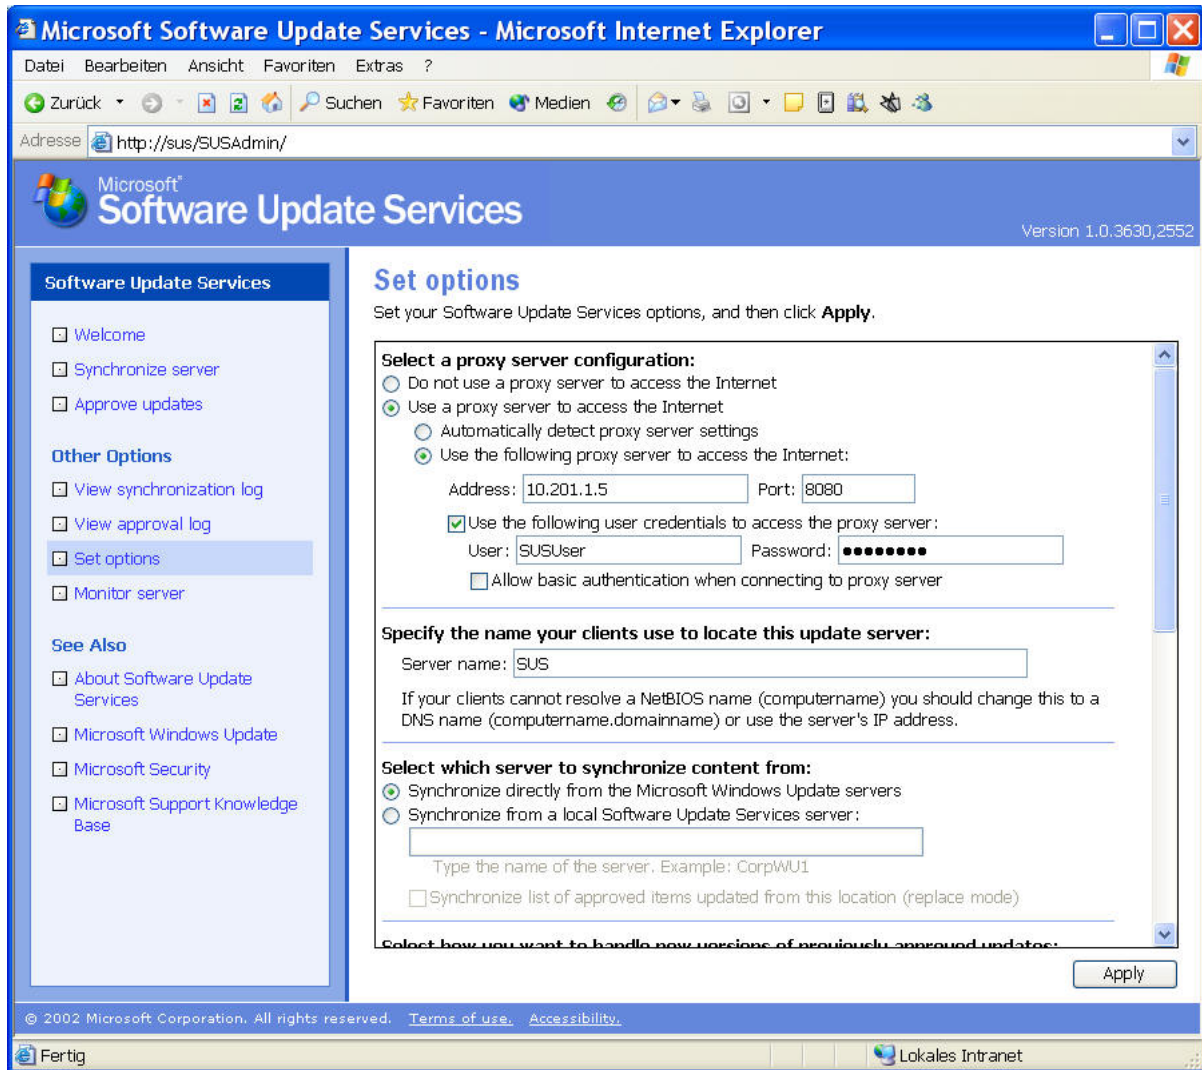 Microsoft Software Update Services - Microsoft Internet Explorer
Datei Bearbeiten Ansicht Favoriten Extras ?
Zurück Suchen Favoriten Medien
Adresse http://sus/SUSAdmin/
Microsoft®
Software Update Services
Version 1.0.3630,2552
Software Update Services
Welcome
Synchronize server
Approve updates
Other Options
View synchronization log
View approval log
Set options
Monitor server
See Also
About Software Update
Services
Microsoft Windows Update
Microsoft Security
Microsoft Support Knowledge
Base
Set options
Set your Software Update Services options, and then click Apply.
Select a proxy server configuration:
Do not use a proxy server to access the Internet
Use a proxy server to access the Internet
Automatically detect proxy server settings
Use the following proxy server to access the Internet:
Address: 10.201.1.5 Port: 8080
Use the following user credentials to access the proxy server:
User: SUSUser Password: ●●●●●●●●
Allow basic authentication when connecting to proxy server
Specify the name your clients use to locate this update server:
Server name: SUS
If your clients cannot resolve a NetBIOS name (computername) you should change this to a
DNS name (computername.domainname) or use the server's IP address.
Select which server to synchronize content from:
Synchronize directly from the Microsoft Windows Update servers
Synchronize from a local Software Update Services server:
Type the name of the server. Example: CorpWU1
Synchronize list of approved items updated from this location (replace mode)
Select how you want to handle new versions of previously approved updates:
Apply
© 2002 Microsoft Corporation. All rights reserved. Terms of use. Accessibility.
Fertig Lokales Intranet